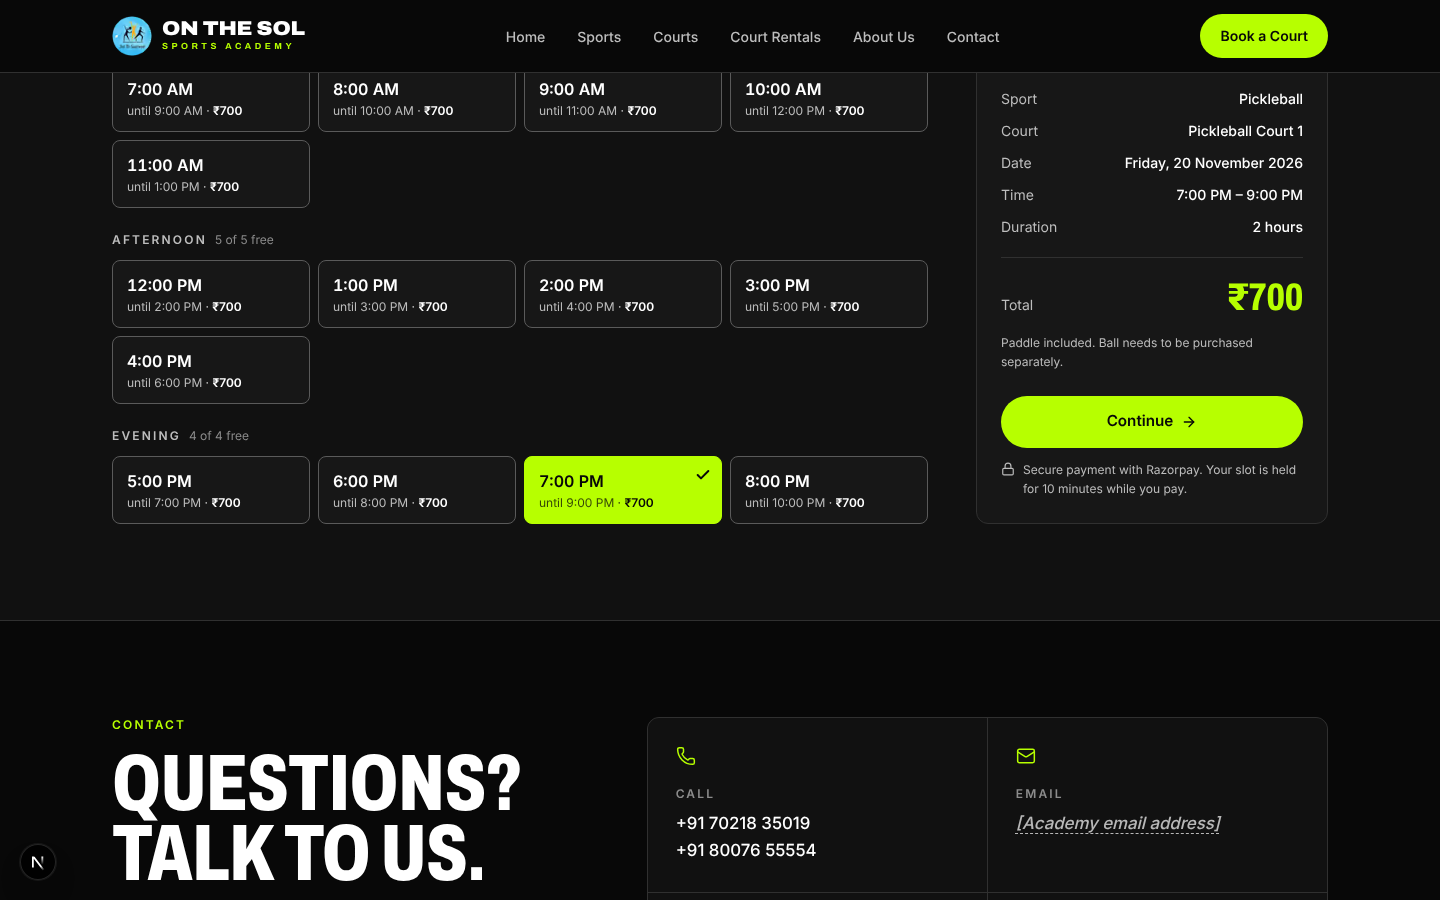 ON THE SOL
SPORTS ACADEMY
Home
Sports
Courts
Court Rentals
About Us
Contact
Book a Court
7:00 AM
until 9:00 AM · ₹700
8:00 AM
until 10:00 AM · ₹700
9:00 AM
until 11:00 AM · ₹700
10:00 AM
until 12:00 PM · ₹700
11:00 AM
until 1:00 PM · ₹700
AFTERNOON 5 of 5 free
12:00 PM
until 2:00 PM · ₹700
1:00 PM
until 3:00 PM · ₹700
2:00 PM
until 4:00 PM · ₹700
3:00 PM
until 5:00 PM · ₹700
4:00 PM
until 6:00 PM · ₹700
EVENING 4 of 4 free
5:00 PM
until 7:00 PM · ₹700
6:00 PM
until 8:00 PM · ₹700
7:00 PM
until 9:00 PM · ₹700
8:00 PM
until 10:00 PM · ₹700
Sport Pickleball
Court Pickleball Court 1
Date Friday, 20 November 2026
Time 7:00 PM – 9:00 PM
Duration 2 hours
Total ₹700
Paddle included. Ball needs to be purchased
separately.
Continue →
Secure payment with Razorpay. Your slot is held
for 10 minutes while you pay.
CONTACT
QUESTIONS?
TALK TO US.
CALL
+91 70218 35019
+91 80076 55554
EMAIL
[Academy email address]
N